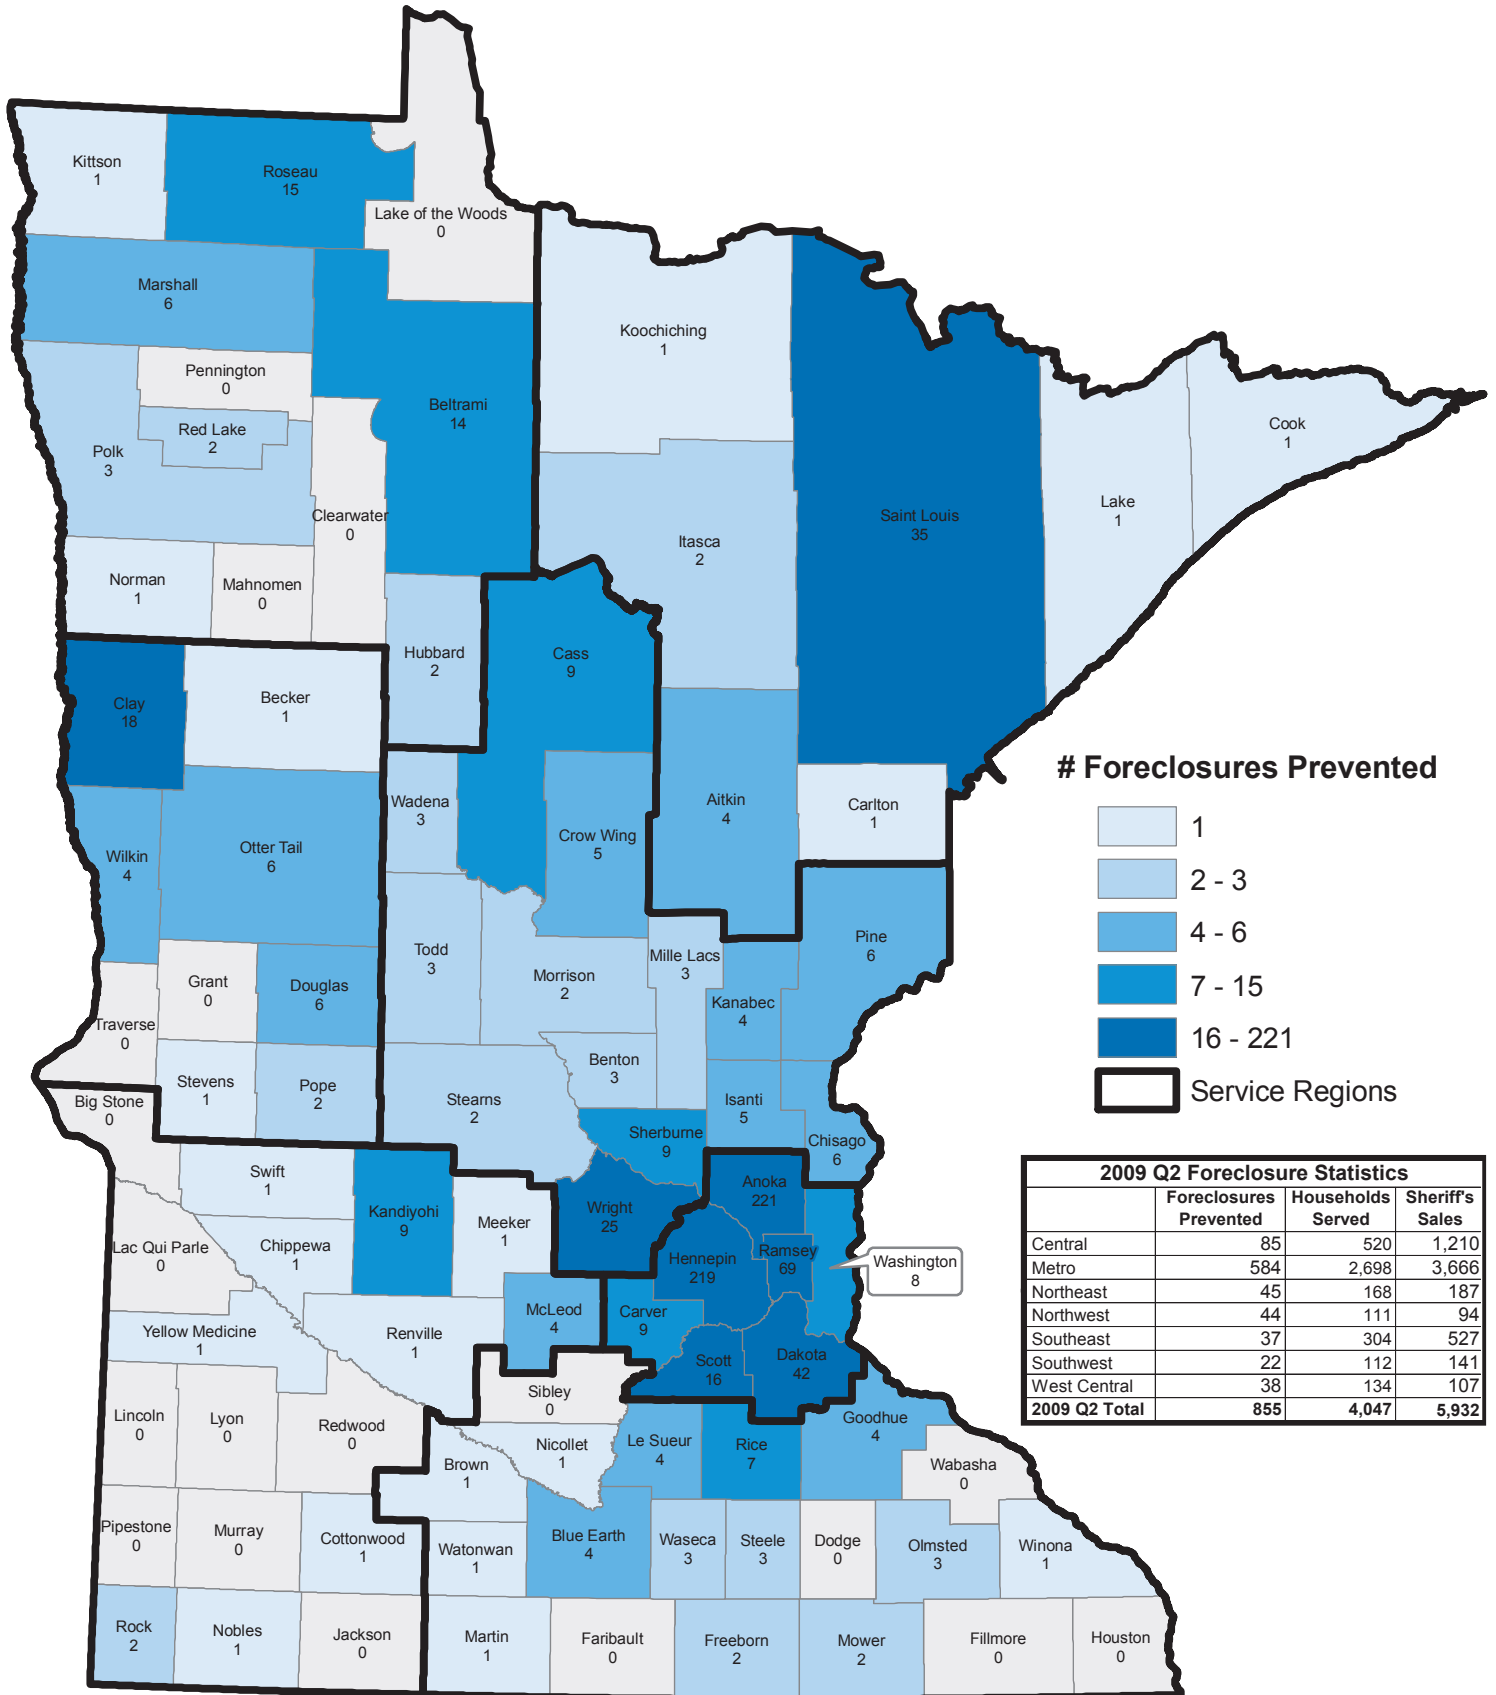 Kittson
1
Roseau
15
Lake of the Woods
0
Marshall
6
Koochiching
1
Pennington
0
Beltrami
14
Red Lake
2
Polk
3
Cook
1
Lake
1
Clearwater
0
Saint Louis
35
Itasca
2
Norman
1
Mahnomen
0
Hubbard
2
Cass
9
Clay
18
Becker
1
# Foreclosures Prevented
1
2 - 3
4 - 6
7 - 15
16 - 221
Service Regions
Wadena
3
Aitkin
4
Carlton
1
Crow Wing
5
Wilkin
4
Otter Tail
6
Todd
3
Pine
6
Mille Lacs
3
Morrison
2
Grant
0
Douglas
6
Kanabec
4
Traverse
0
Benton
3
Stevens
1
Pope
2
Big Stone
0
Stearns
2
Isanti
5
Sherburne
9
Chisago
6
Swift
1
Anoka
221
Kandiyohi
9
Wright
25
Meeker
1
Lac Qui Parle
0
Chippewa
1
Hennepin
219
Ramsey
69
Washington
8
McLeod
4
Carver
9
Yellow Medicine
1
Renville
1
Scott
16
Dakota
42
2009 Q2 Foreclosure Statistics
Foreclosures Prevented Households Served Sheriff's Sales
Central 85 520 1,210
Metro 584 2,698 3,666
Northeast 45 168 187
Northwest 44 111 94
Southeast 37 304 527
Southwest 22 112 141
West Central 38 134 107
2009 Q2 Total 855 4,047 5,932
Sibley
0
Lincoln
0
Lyon
0
Redwood
0
Goodhue
4
Nicollet
1
Le Sueur
4
Rice
7
Brown
1
Wabasha
0
Pipestone
0
Murray
0
Cottonwood
1
Watonwan
1
Blue Earth
4
Waseca
3
Steele
3
Dodge
0
Olmsted
3
Winona
1
Rock
2
Nobles
1
Jackson
0
Martin
1
Faribault
0
Freeborn
2
Mower
2
Fillmore
0
Houston
0